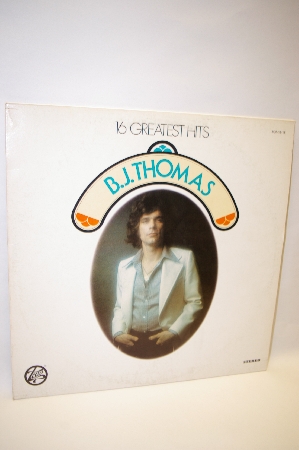 16 GREATEST HITS
B.J. THOMAS
STEREO